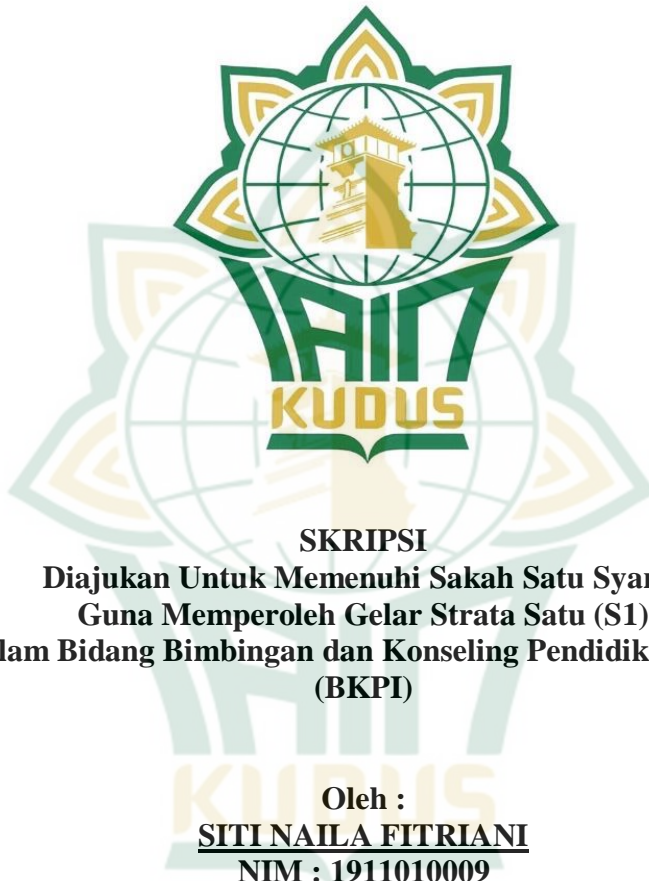 IAIN
KUDUS
SKRIPSI
Diajukan Untuk Memenuhi Sakah Satu Syar
Guna Memperoleh Gelar Strata Satu (S1)
lam Bidang Bimbingan dan Konseling Pendidik
(BKPI)
Oleh :
SITI NAILA FITRIANI
NIM : 1911010009